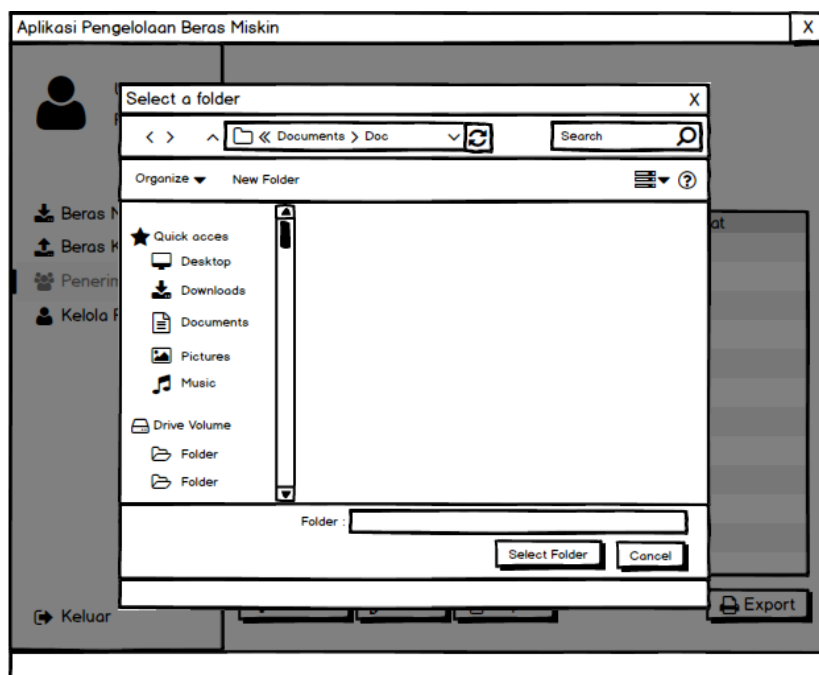 Aplikasi Pengelolaan Beras Miskin X
Select a folder X
Documents > Doc
Search
Organize New Folder
Quick acces
Desktop
Downloads
Documents
Pictures
Music
Drive Volume
Folder
Folder
Folder :
Select Folder Cancel
Beras
Beras
Kelola
Keluar
Export